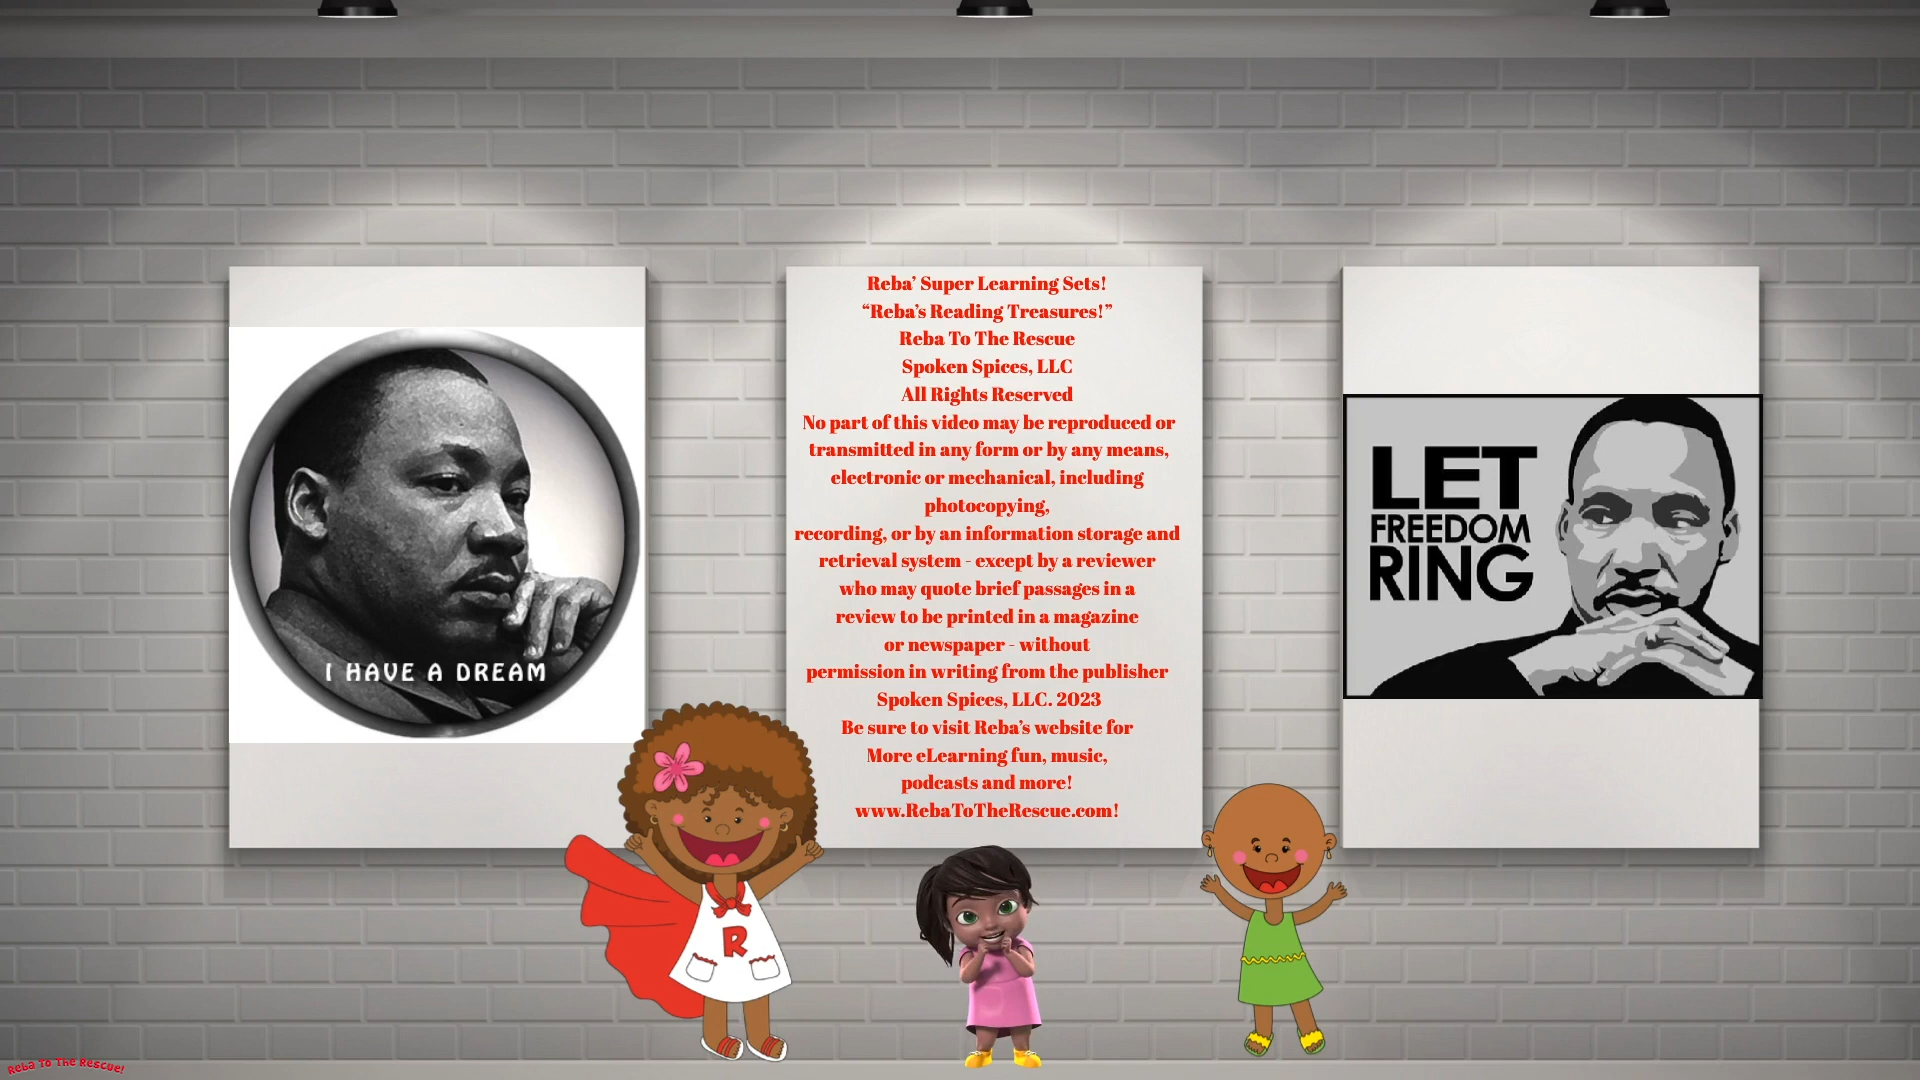 Reba’ Super Learning Sets!
“Reba’s Reading Treasures!”
Reba To The Rescue
Spoken Spices, LLC
All Rights Reserved
No part of this video may be reproduced or
transmitted in any form or by any means,
electronic or mechanical, including
photocopying,
recording, or by an information storage and
retrieval system - except by a reviewer
who may quote brief passages in a
review to be printed in a magazine
or newspaper - without
permission in writing from the publisher
Spoken Spices, LLC. 2023
Be sure to visit Reba’s website for
More eLearning fun, music,
podcasts and more!
www.RebaToTheRescue.com!
I HAVE A DREAM
LET
FREEDOM
RING
R
Reba To The Rescue!